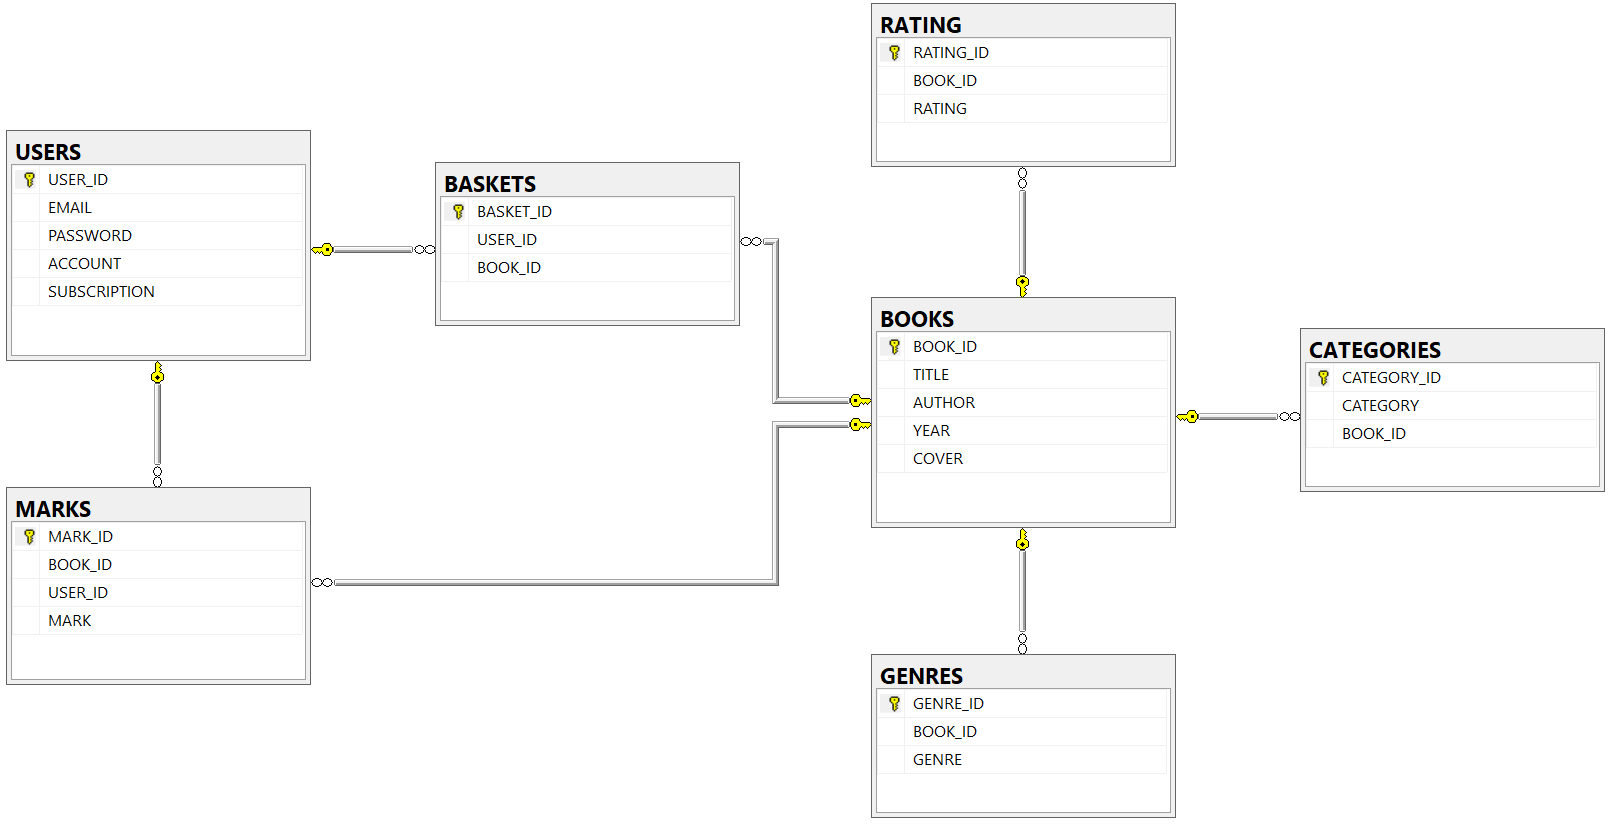 RATING
RATING_ID
BOOK_ID
RATING
USERS
USER_ID
EMAIL
PASSWORD
ACCOUNT
SUBSCRIPTION
BASKETS
BASKET_ID
USER_ID
BOOK_ID
BOOKS
BOOK_ID
TITLE
AUTHOR
YEAR
COVER
CATEGORIES
CATEGORY_ID
CATEGORY
BOOK_ID
MARKS
MARK_ID
BOOK_ID
USER_ID
MARK
GENRES
GENRE_ID
BOOK_ID
GENRE